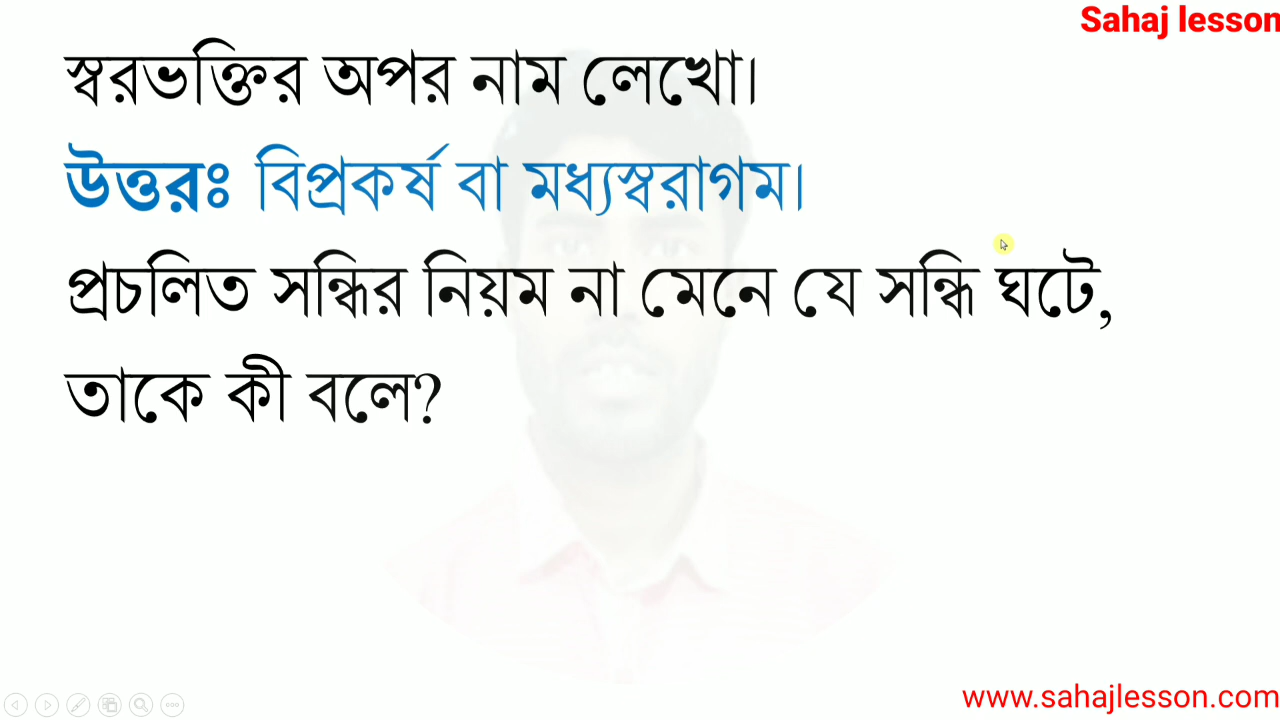 Sahaj lesson
স্বরভক্তির অপর নাম লেখো।
উত্তরঃ বিপ্রকর্ষ বা মধ্যস্বরাগম।
প্রচলিত সন্ধির নিয়ম না মেনে যে সন্ধি ঘটে,
তাকে কী বলে?
www.sahajlesson.com